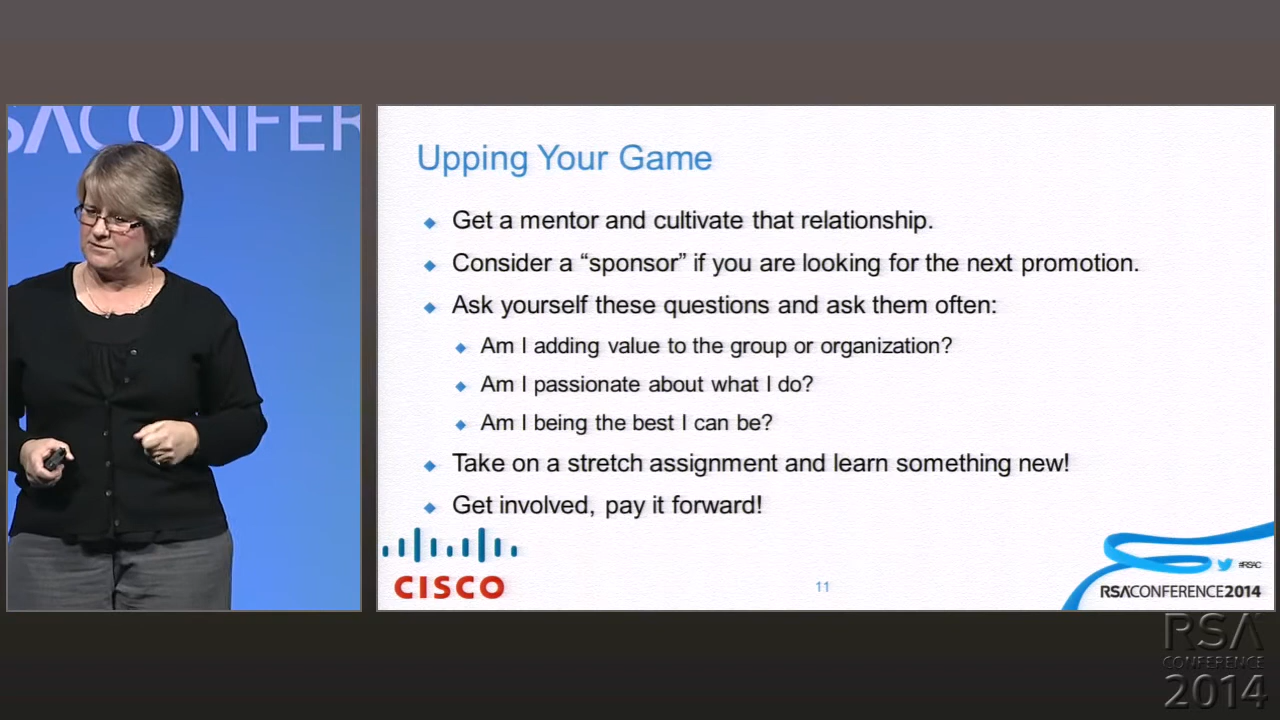 SACONFER
Upping Your Game
Get a mentor and cultivate that relationship.
Consider a “sponsor” if you are looking for the next promotion.
Ask yourself these questions and ask them often:
Am I adding value to the group or organization?
Am I passionate about what I do?
Am I being the best I can be?
Take on a stretch assignment and learn something new!
Get involved, pay it forward!
CISCO
11
#RSAC
RSACONFERENCE2014
RSA
CONFERENCE
2014